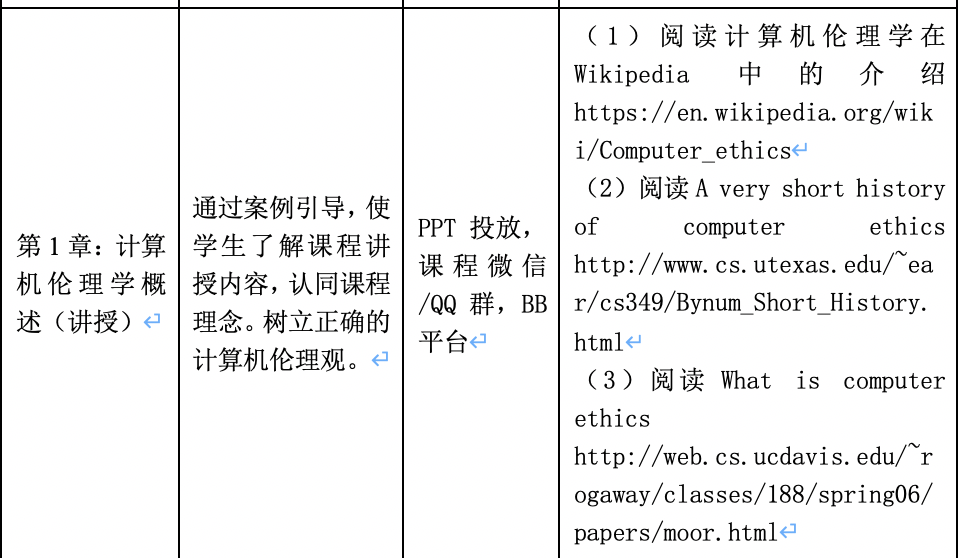 第 1 章：计算
机伦理学概
述（讲授）
通过案例引导，使
学生了解课程讲
授内容，认同课程
理念。树立正确的
计算机伦理观。
PPT 投放，
课程微信
/QQ 群，BB
平台
（1）阅读计算机伦理学在
Wikipedia 中的介绍
https://en.wikipedia.org/wik
i/Computer_ethics
（2）阅读 A very short history
of computer ethics
http://www.cs.utexas.edu/~ea
r/cs349/Bynum_Short_History.
html
（3）阅读 What is computer
ethics
http://web.cs.ucdavis.edu/~r
ogaway/classes/188/spring06/
papers/moor.html